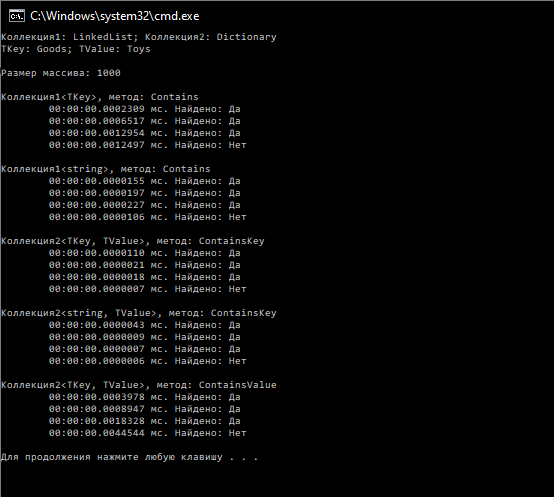 C:\Windows\system32\cmd.exe
Коллекция1: LinkedList; Коллекция2: Dictionary
TKey: Goods; TValue: Toys
Размер массива: 1000
Коллекция1<TKey>, метод: Contains
00:00:00.0002309 мс. Найдено: Да
00:00:00.0006517 мс. Найдено: Да
00:00:00.0012954 мс. Найдено: Да
00:00:00.0012497 мс. Найдено: Нет
Коллекция1<string>, метод: Contains
00:00:00.0000155 мс. Найдено: Да
00:00:00.0000197 мс. Найдено: Да
00:00:00.0000227 мс. Найдено: Да
00:00:00.0000106 мс. Найдено: Нет
Коллекция2<TKey, TValue>, метод: ContainsKey
00:00:00.0000110 мс. Найдено: Да
00:00:00.0000021 мс. Найдено: Да
00:00:00.0000018 мс. Найдено: Да
00:00:00.0000007 мс. Найдено: Нет
Коллекция2<string, TValue>, метод: ContainsKey
00:00:00.0000043 мс. Найдено: Да
00:00:00.0000009 мс. Найдено: Да
00:00:00.0000007 мс. Найдено: Да
00:00:00.0000006 мс. Найдено: Нет
Коллекция2<TKey, TValue>, метод: ContainsValue
00:00:00.0003978 мс. Найдено: Да
00:00:00.0008947 мс. Найдено: Да
00:00:00.0018328 мс. Найдено: Да
00:00:00.0044544 мс. Найдено: Нет
Для продолжения нажмите любую клавишу . . .